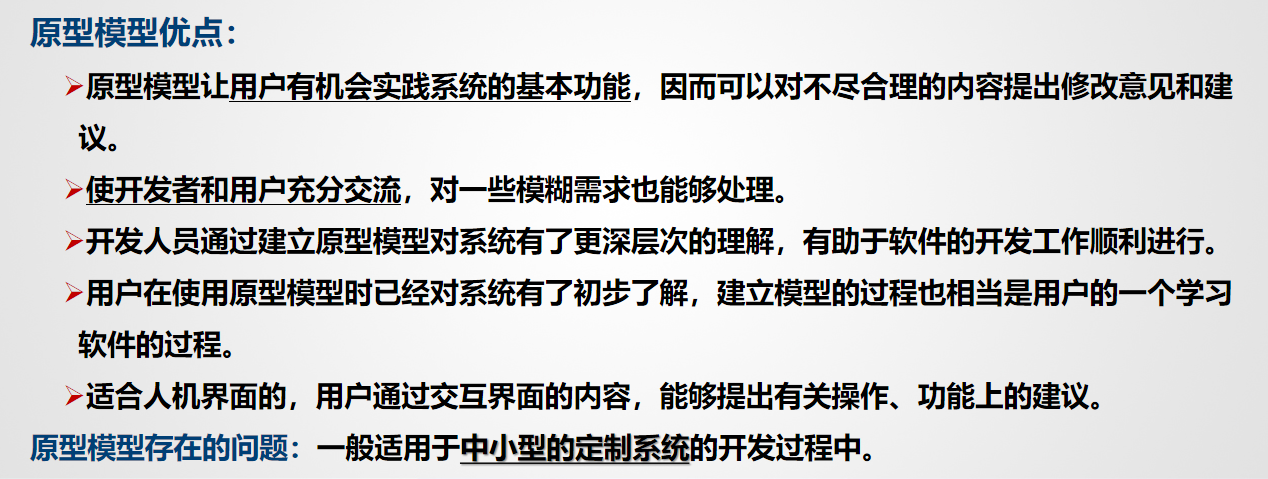 原型模型优点：
➢原型模型让用户有机会实践系统的基本功能，因而可以对不尽合理的内容提出修改意见和建
议。
➢使开发者和用户充分交流，对一些模糊需求也能够处理。
➢开发人员通过建立原型模型对系统有了更深层次的理解，有助于软件的开发工作顺利进行。
➢用户在使用原型模型时已经对系统有了初步了解，建立模型的过程也相当是用户的一个学习
软件的过程。
➢适合人机界面的，用户通过交互界面的内容，能够提出有关操作、功能上的建议。
原型模型存在的问题：一般适用于中小型的定制系统的开发过程中。